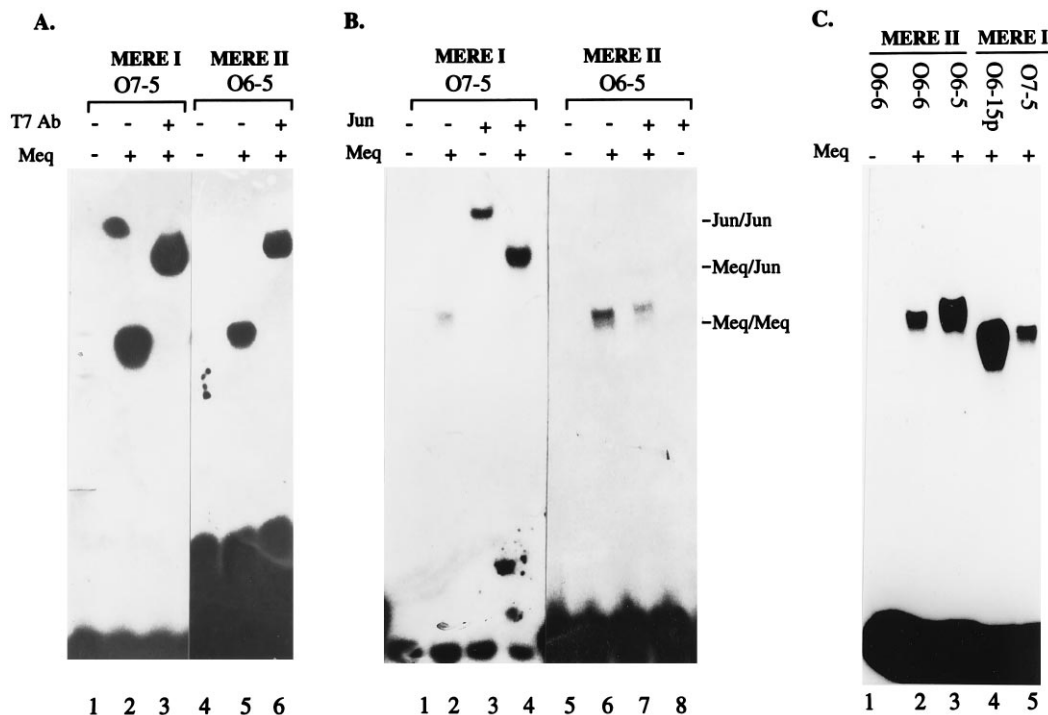 A.
MERE I MERE II
O7-5 O6-5
T7 Ab - - + - - +
Meq - + + - + +
1 2 3 4 5 6
B.
MERE I MERE II
O7-5 O6-5
Jun - - + + - - + +
Meq - + - + - + + -
-Jun/Jun
-Meq/Jun
-Meq/Meq
1 2 3 4 5 6 7 8
C.
MERE II MERE I
O6-6 O6-6 O6-5 O6-15p O7-5
Meq - + + + +
1 2 3 4 5